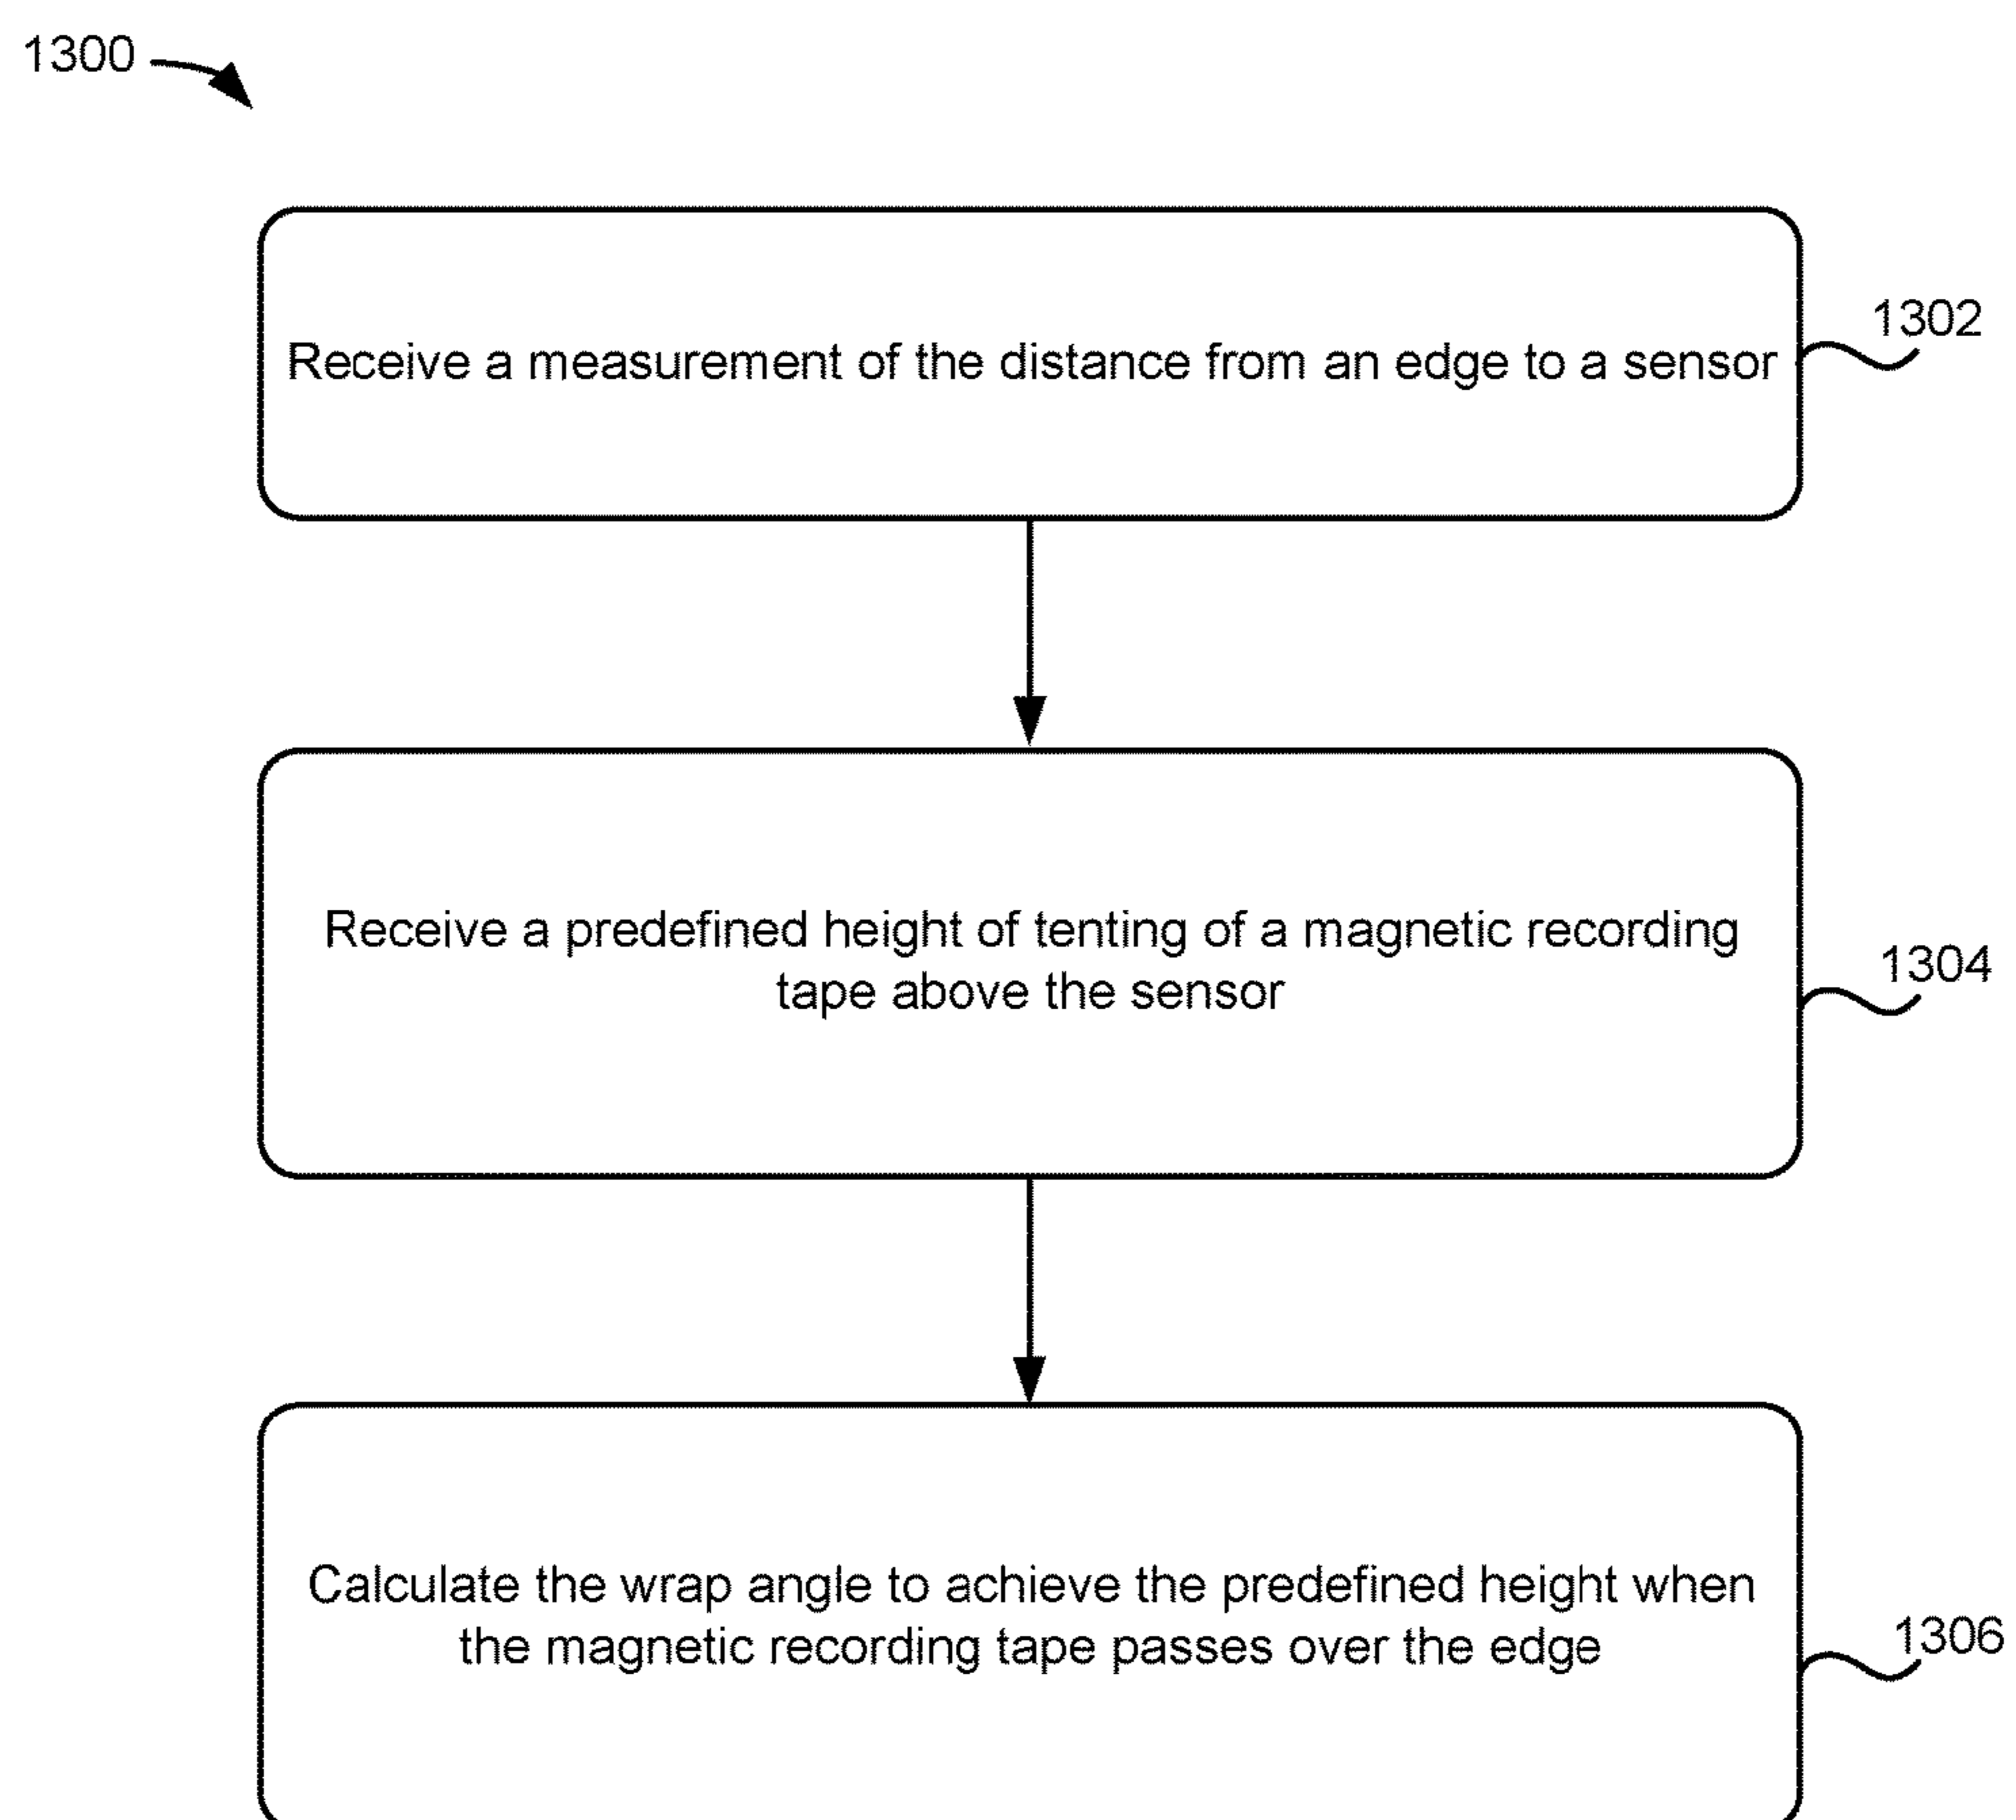 1300
Receive a measurement of the distance from an edge to a sensor
1302
Receive a predefined height of tenting of a magnetic recording
tape above the sensor
1304
Calculate the wrap angle to achieve the predefined height when
the magnetic recording tape passes over the edge
1306